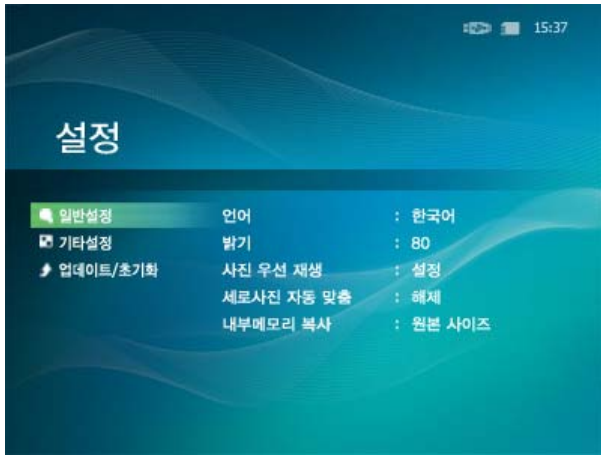 15:37
설정
일반설정
기타설정
업데이트/초기화
언어 : 한국어
밝기 : 80
사진 우선 재생 : 설정
세로사진 자동 맞춤 : 해제
내부메모리 복사 : 원본 사이즈